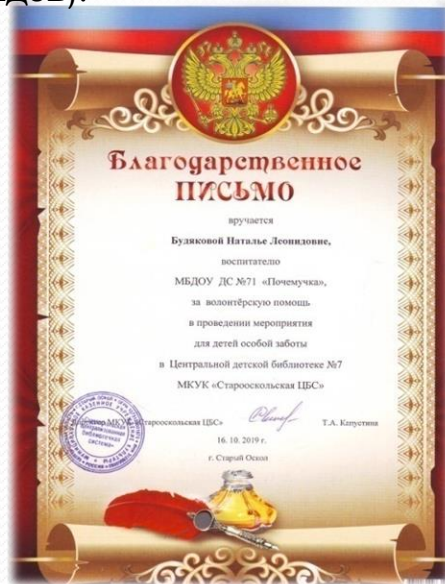 Благодарственное
ПИСЬМО
вручается
Будяковой Наталье Леонидовне,
воспитателю
МБДОУ ДС №71 «Почемучка»,
за волонтёрскую помощь
в проведении мероприятия
для детей особой заботы
в Центральной детской библиотеке №7
МКУК «Старооскольская ЦБС»
Директор МКУК «Старооскольская ЦБС» Т.А. Капустина
16. 10. 2019 г.
г. Старый Оскол